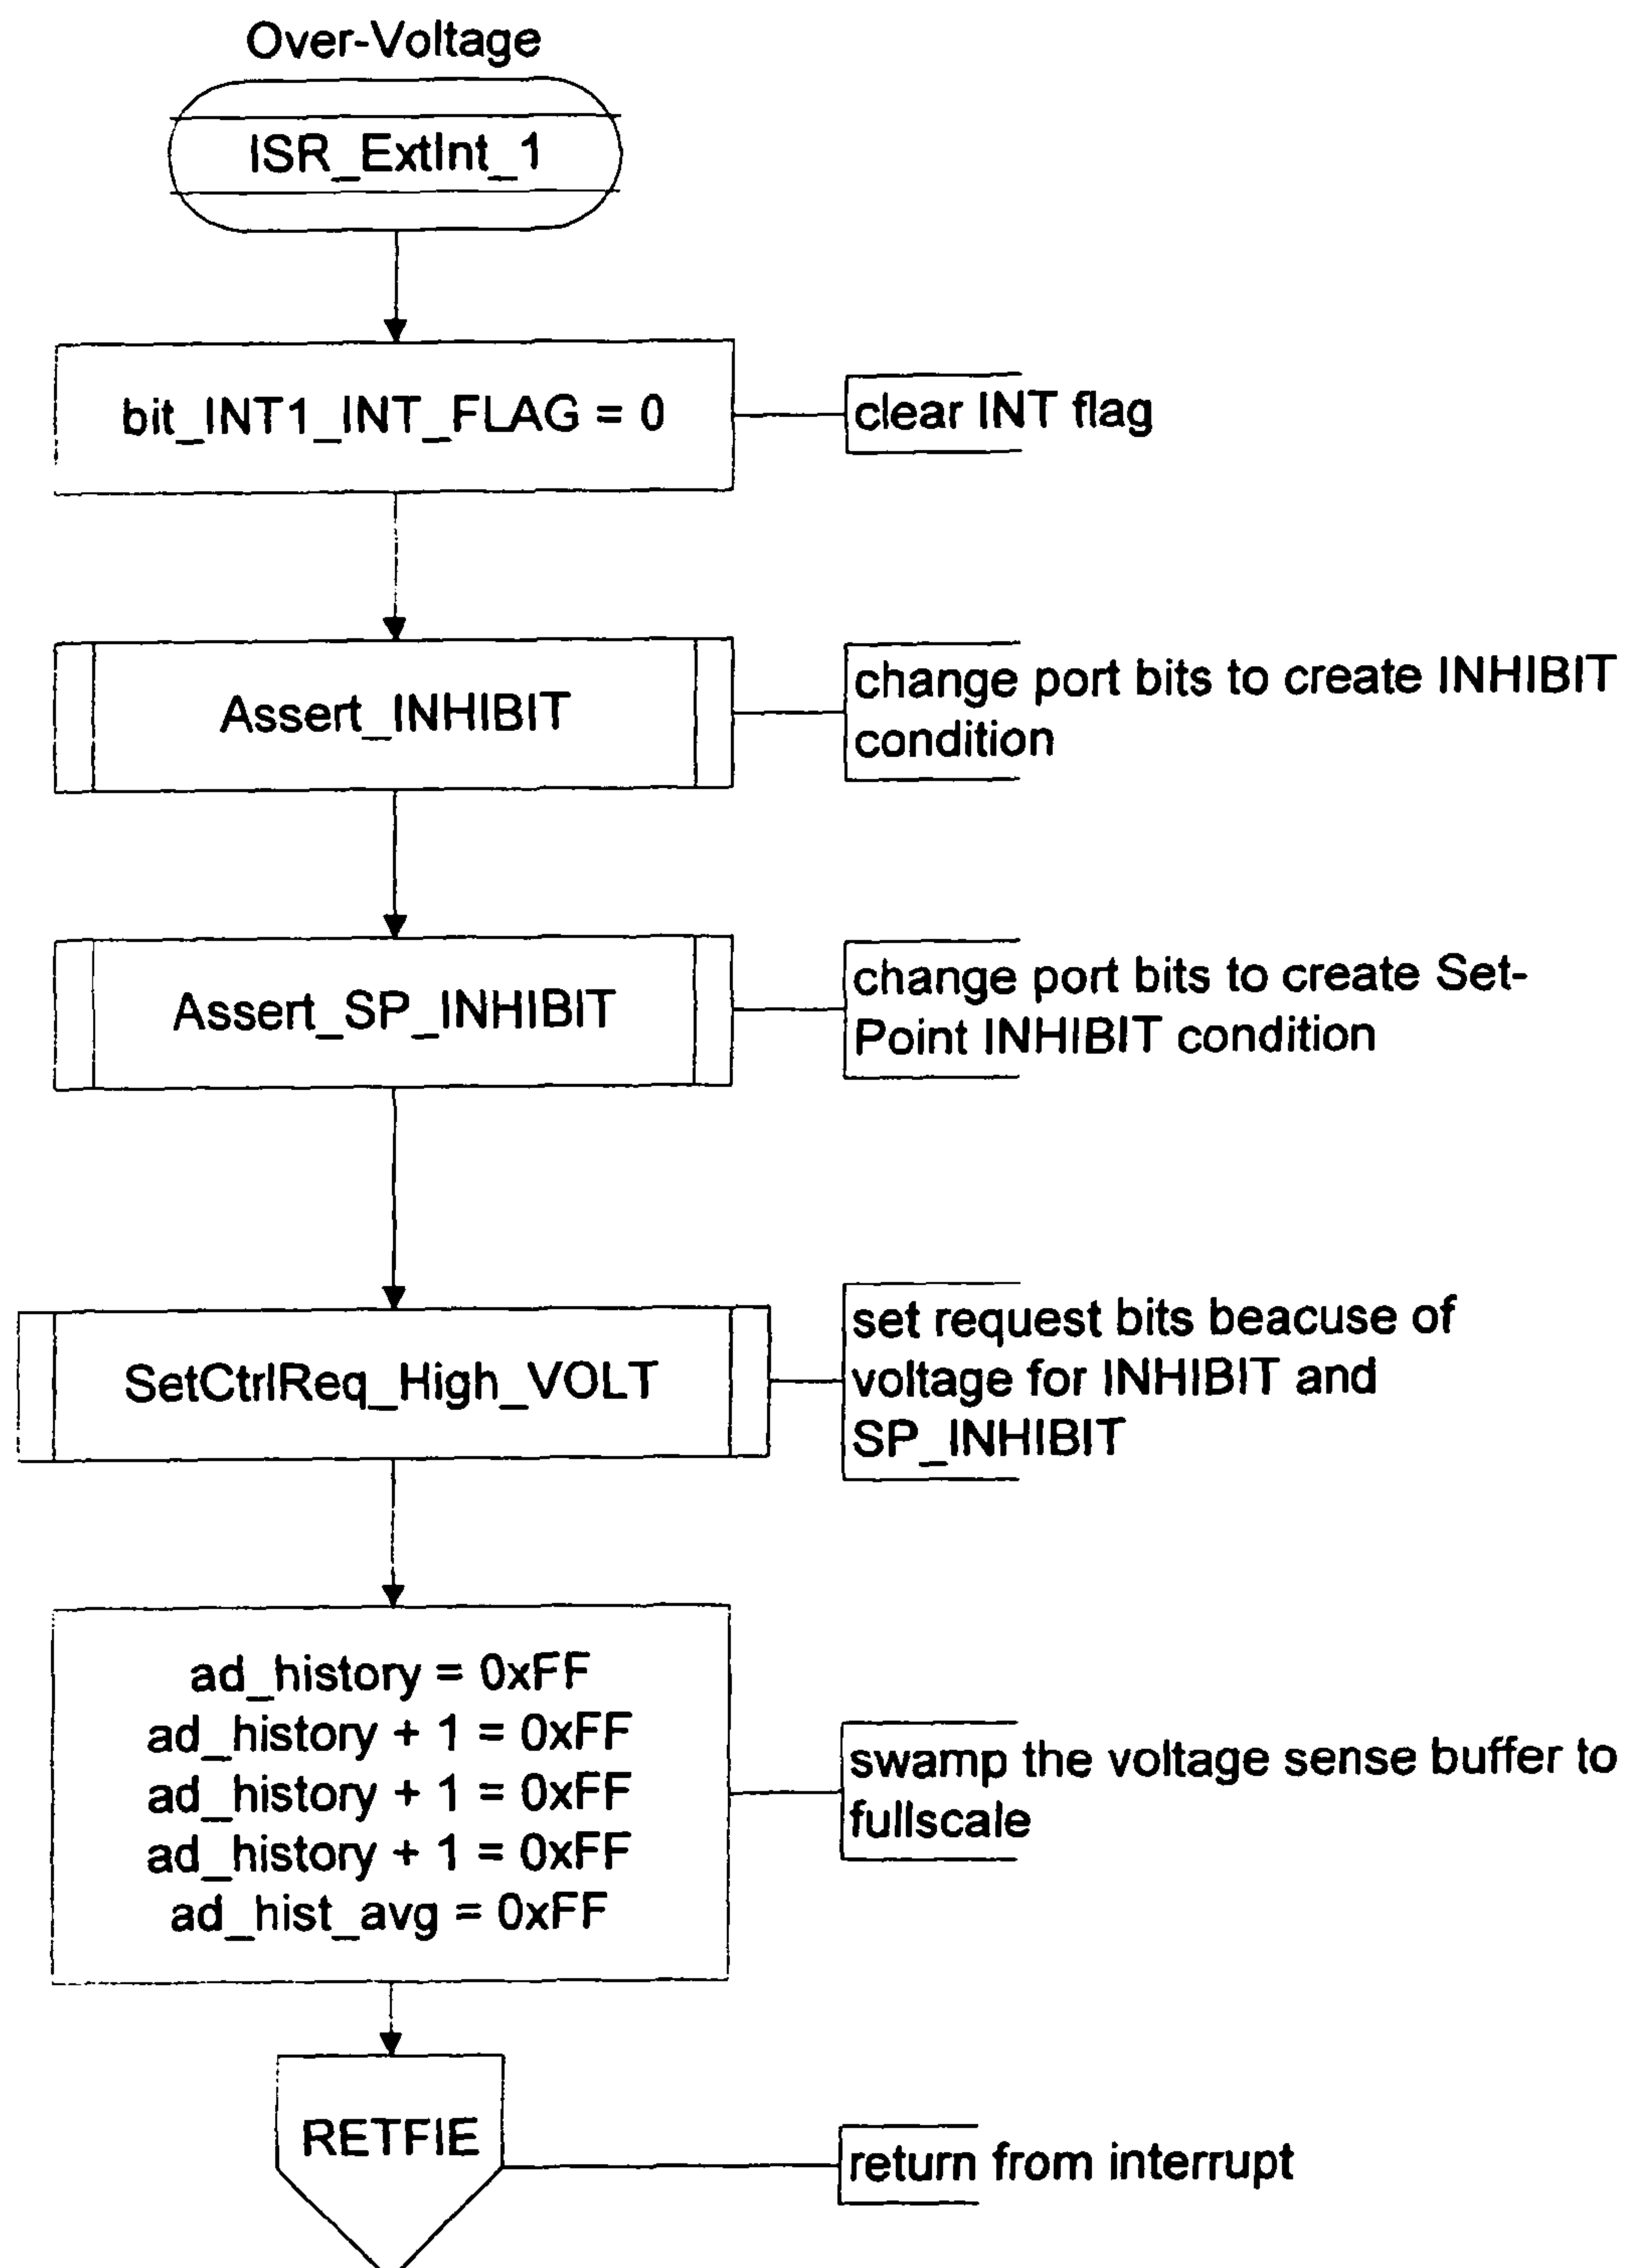 Over-Voltage
ISR_ExtInt_1
bit_INT1_INT_FLAG = 0
clear INT flag
Assert_INHIBIT
change port bits to create INHIBIT
condition
Assert_SP_INHIBIT
change port bits to create Set-
Point INHIBIT condition
SetCtrlReq_High_VOLT
set request bits beacuse of
voltage for INHIBIT and
SP_INHIBIT
ad_history = 0xFF
ad_history + 1 = 0xFF
ad_history + 1 = 0xFF
ad_history + 1 = 0xFF
ad_hist_avg = 0xFF
swamp the voltage sense buffer to
fullscale
RETFIE
return from interrupt